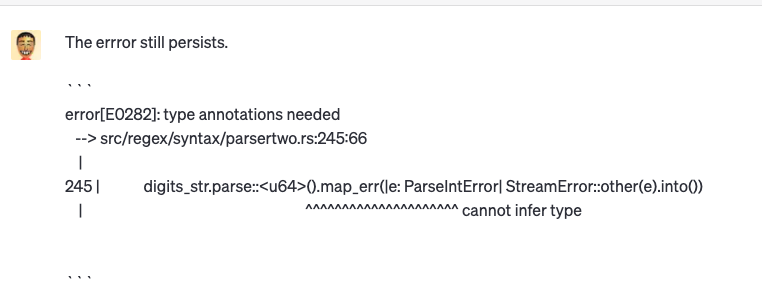 The errror still persists.
```
error[E0282]: type annotations needed
--> src/regex/syntax/parsertwo.rs:245:66
|
245 | digits_str.parse::<u64>().map_err(|e: ParseIntError| StreamError::other(e).into())
| ^^^^^^^^^^^^^^^^^^^^^ cannot infer type
```